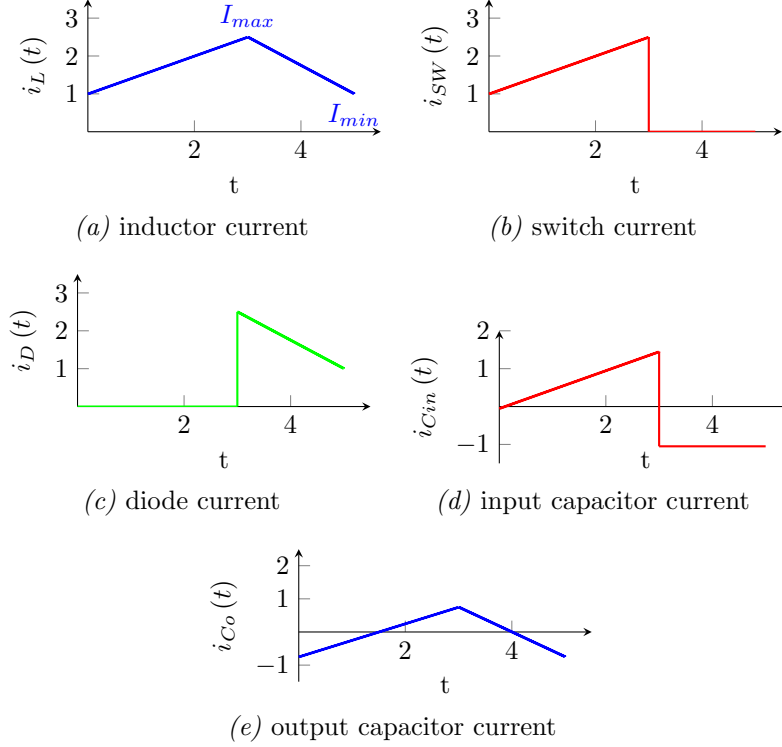 3
2
1
i_L(t)
I_max
I_min
2 4
t
(a) inductor current
3
2
1
i_SW(t)
2 4
t
(b) switch current
3
2
1
i_D(t)
2 4
t
(c) diode current
2
1
−1
i_Cin(t)
2 4
t
(d) input capacitor current
2
1
−1
i_Co(t)
2 4
t
(e) output capacitor current